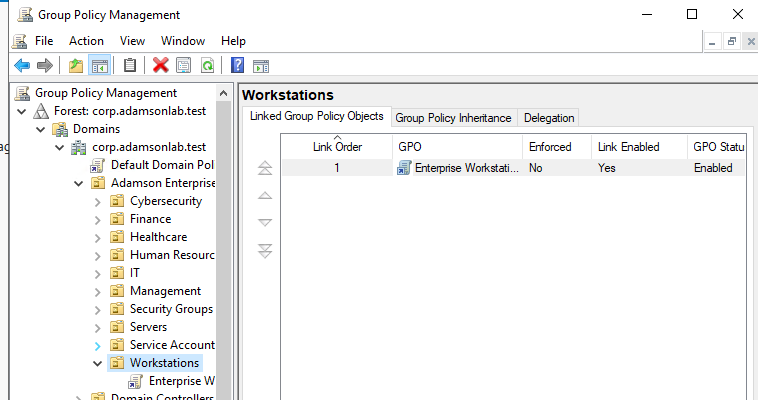 Group Policy Management
File Action View Window Help
Group Policy Management
Forest: corp.adamsonlab.test
Domains
corp.adamsonlab.test
Default Domain Pol
Adamson Enterprise
Cybersecurity
Finance
Healthcare
Human Resourc
IT
Management
Security Groups
Servers
Service Account
Workstations
Enterprise W
Domain Controllers
Workstations
Linked Group Policy Objects Group Policy Inheritance Delegation
Link Order GPO Enforced Link Enabled GPO Statu
1 Enterprise Workstati... No Yes Enabled